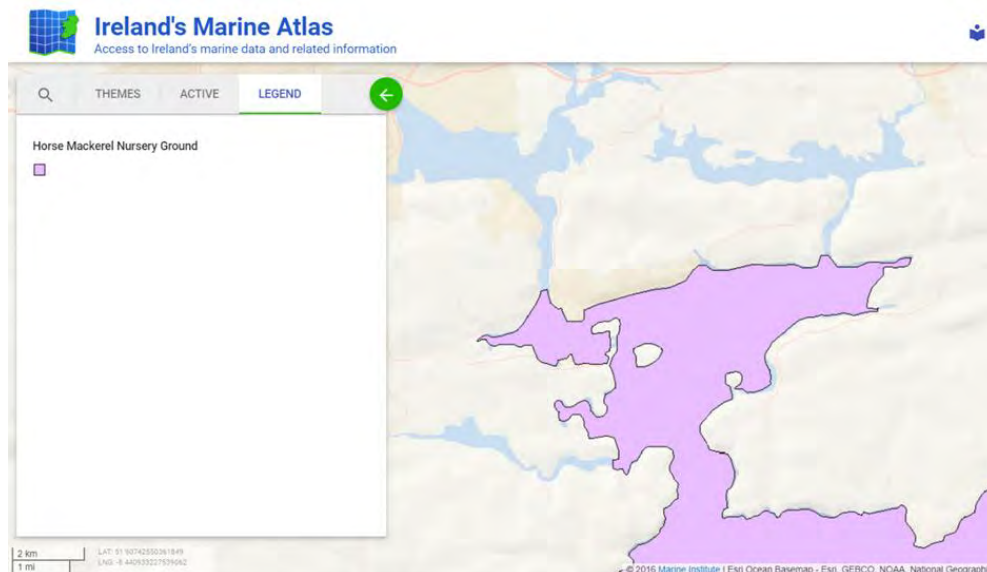 Ireland's Marine Atlas
Access to Ireland's marine data and related information
THEMES
ACTIVE
LEGEND
Horse Mackerel Nursery Ground
2 km
1 mi
© 2016 Marine Institute | Esri Ocean Basemap - Esri, GEBCO, NOAA, National Geograph